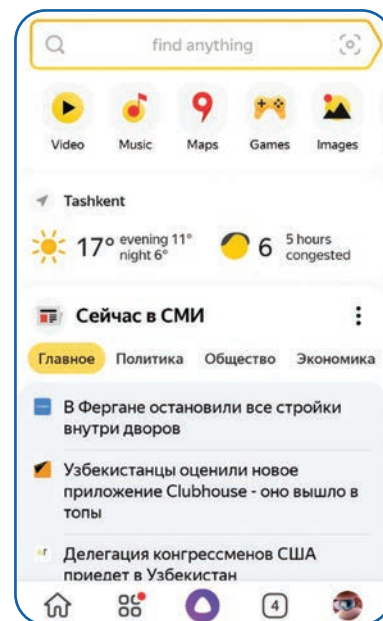 find anything
Video Music Maps Games Images
Tashkent
17° evening 11° night 6° 6 5 hours congested
Сейчас в СМИ
Главное Политика Общество Экономика
В Фергане остановили все стройки
внутри дворов
Узбекистанцы оценили новое
приложение Clubhouse - оно вышло в
топы
Делегация конгрессменов США
приедет в Узбекистан
4